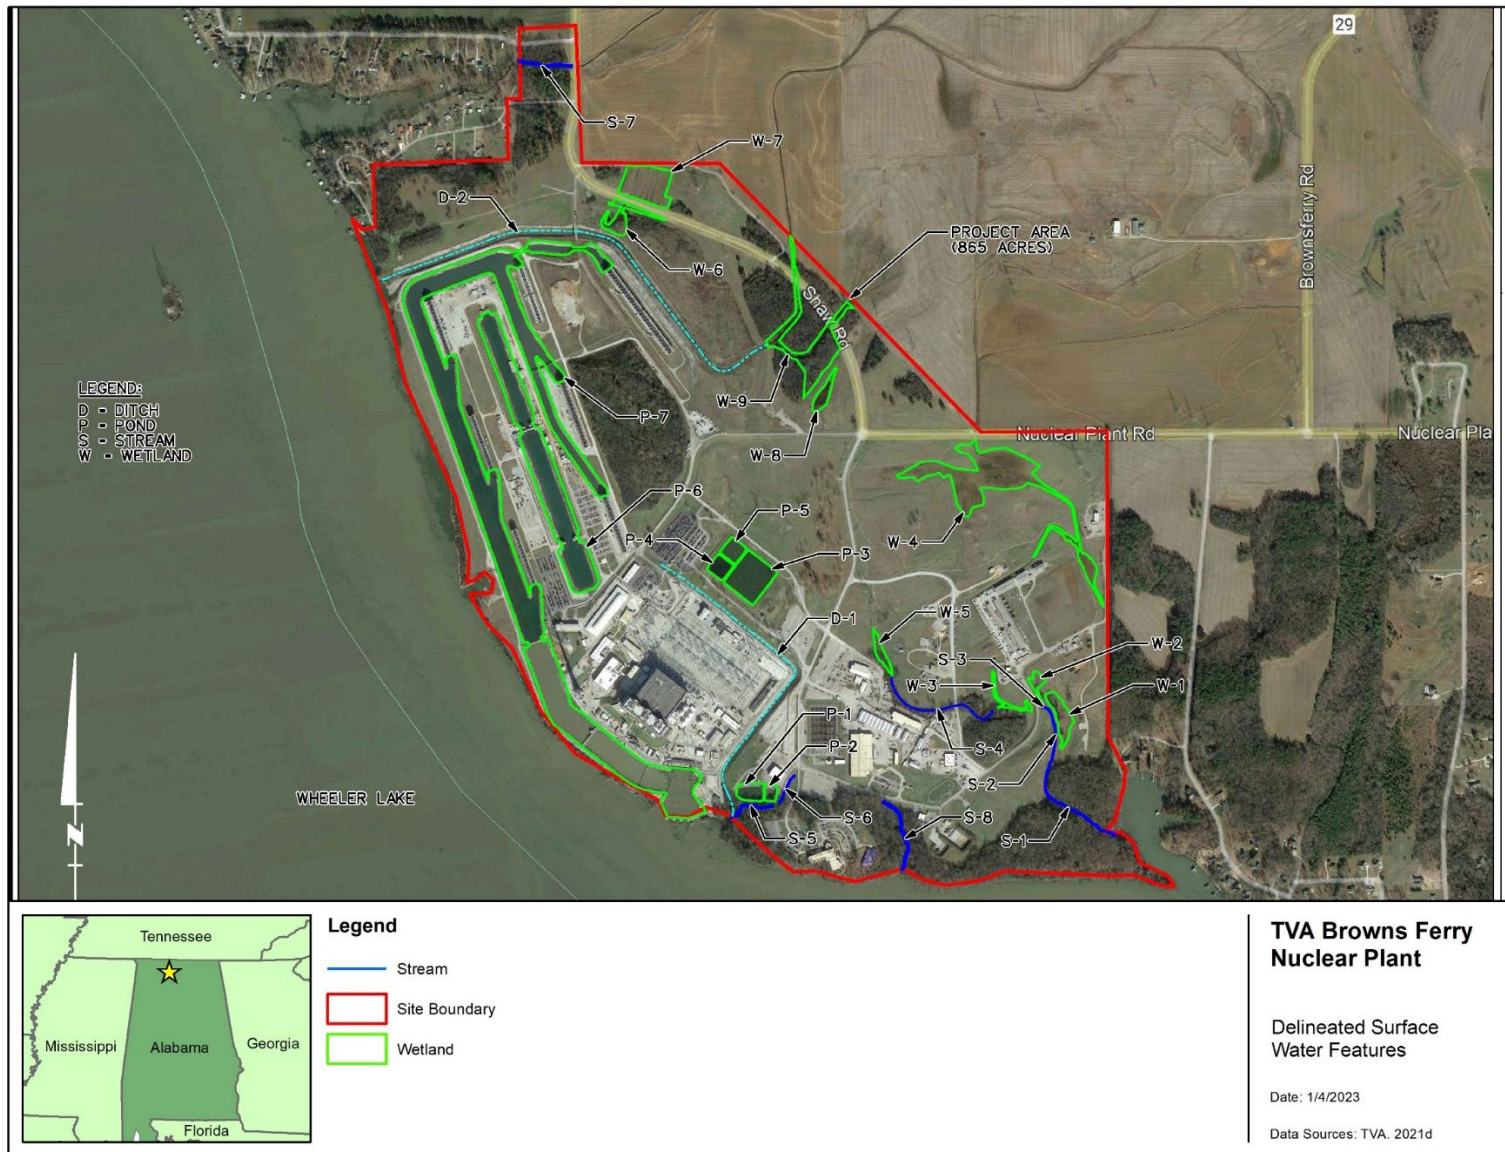 29
S-7
W-7
D-2
PROJECT AREA
(865 ACRES)
Brownsferry Rd
W-6
Shaw Rd
LEGEND:
D - DITCH
P - POND
S - STREAM
W - WETLAND
W-9
P-7
Nuclear Plant Rd
Nuclear Pla
W-8
P-6
P-5
P-4
P-3
W-4
D-1
W-5
S-3
W-2
W-3
W-1
P-1
P-2
S-4
S-2
WHEELER LAKE
N
S-6
S-5
S-8
S-1
Tennessee
Mississippi
Alabama
Georgia
Florida
Legend
Stream
Site Boundary
Wetland
TVA Browns Ferry
Nuclear Plant
Delineated Surface
Water Features
Date: 1/4/2023
Data Sources: TVA. 2021d